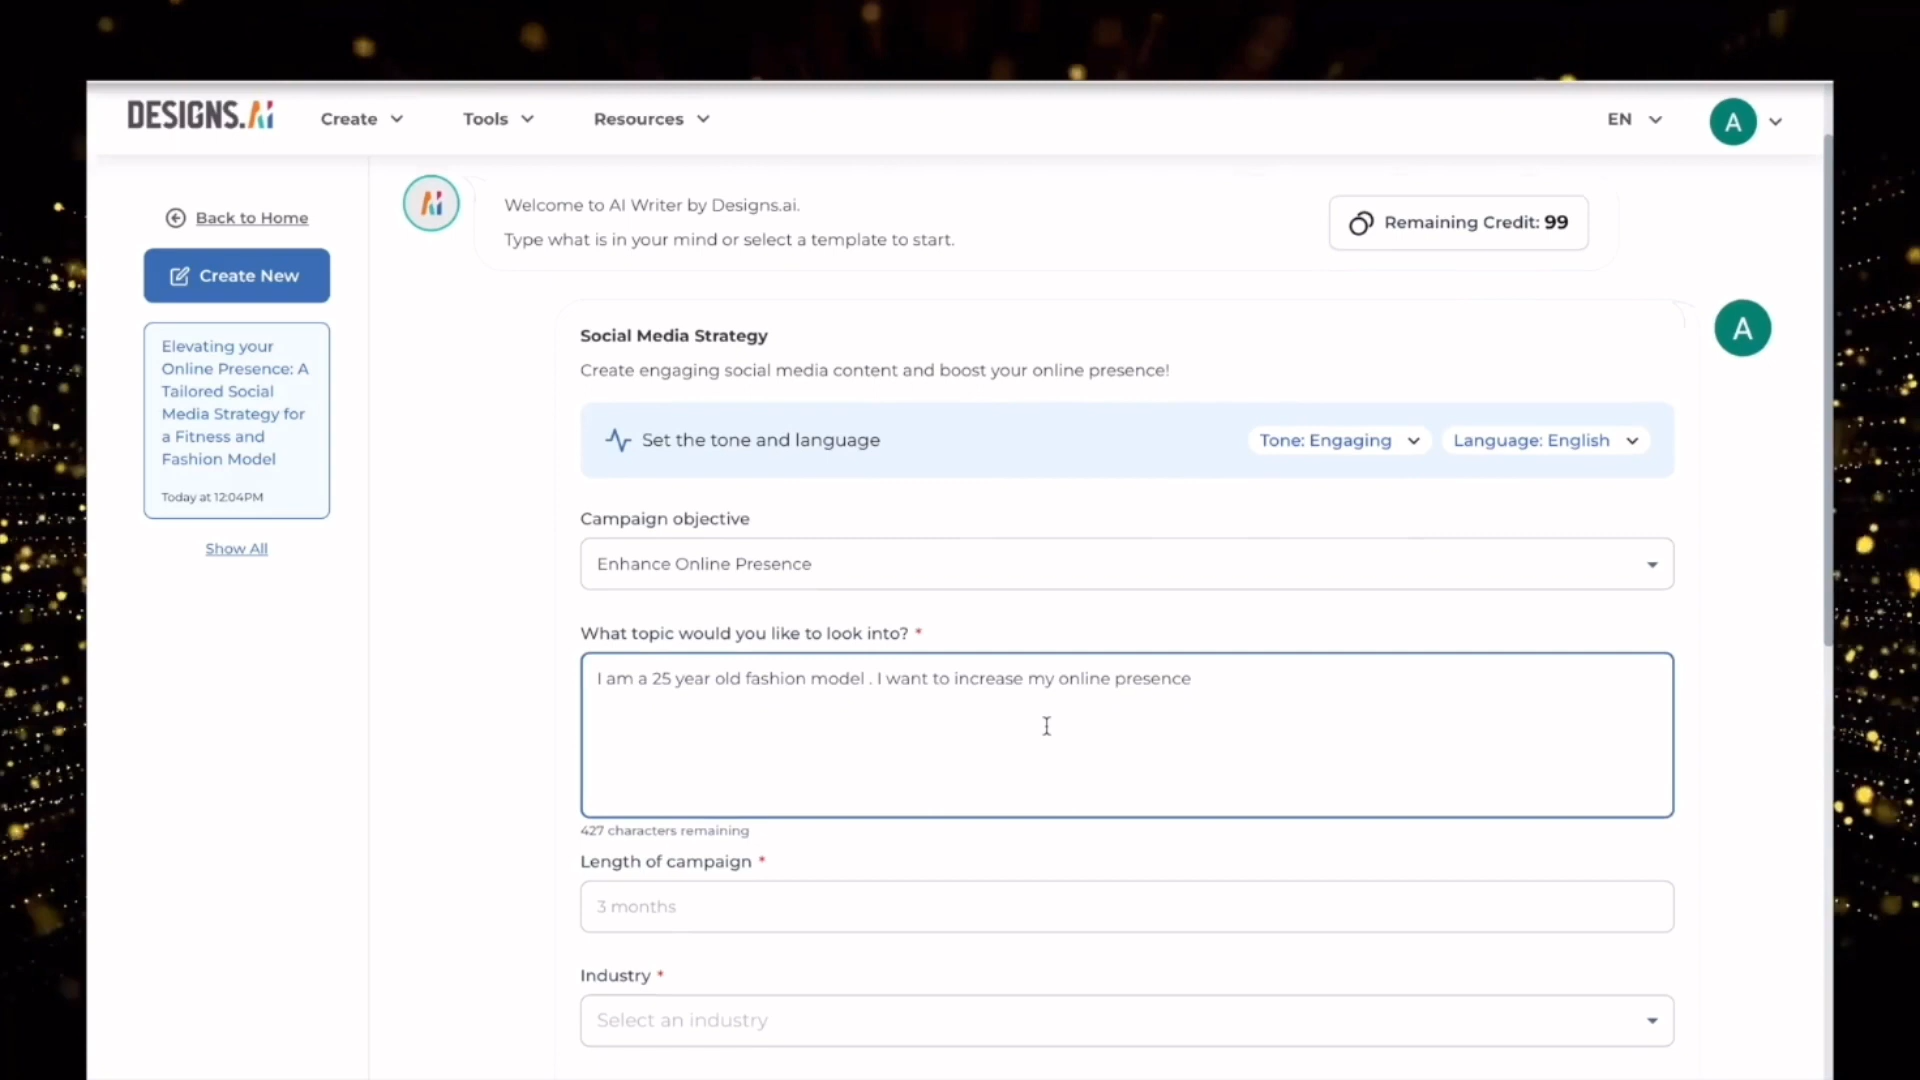 DESIGNS.Ai
Create
Tools
Resources
EN
A
Back to Home
Create New
Elevating your
Online Presence: A
Tailored Social
Media Strategy for
a Fitness and
Fashion Model
Today at 12:04PM
Show All
Ai
Welcome to AI Writer by Designs.ai.
Type what is in your mind or select a template to start.
Remaining Credit: 99
A
Social Media Strategy
Create engaging social media content and boost your online presence!
Set the tone and language
Tone: Engaging
Language: English
Campaign objective
Enhance Online Presence
What topic would you like to look into? *
I am a 25 year old fashion model . I want to increase my online presence
427 characters remaining
Length of campaign *
3 months
Industry *
Select an industry